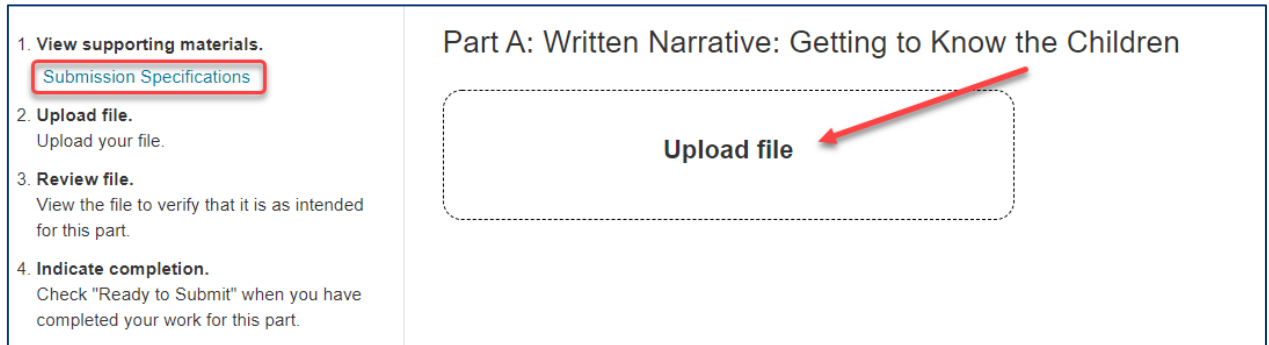 1. View supporting materials.
Submission Specifications
2. Upload file.
Upload your file.
3. Review file.
View the file to verify that it is as intended
for this part.
4. Indicate completion.
Check "Ready to Submit" when you have
completed your work for this part.
Part A: Written Narrative: Getting to Know the Children
Upload file